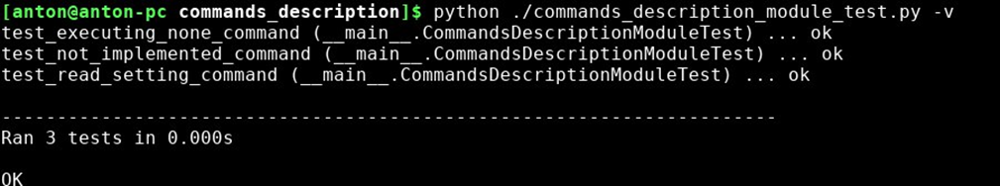 [anton@anton-pc commands_description]$ python ./commands_description_module_test.py -v
test_executing_none_command (__main__.CommandsDescriptionModuleTest) ... ok
test_not_implemented_command (__main__.CommandsDescriptionModuleTest) ... ok
test_read_setting_command (__main__.CommandsDescriptionModuleTest) ... ok
----------------------------------------------------------------------
Ran 3 tests in 0.000s
OK